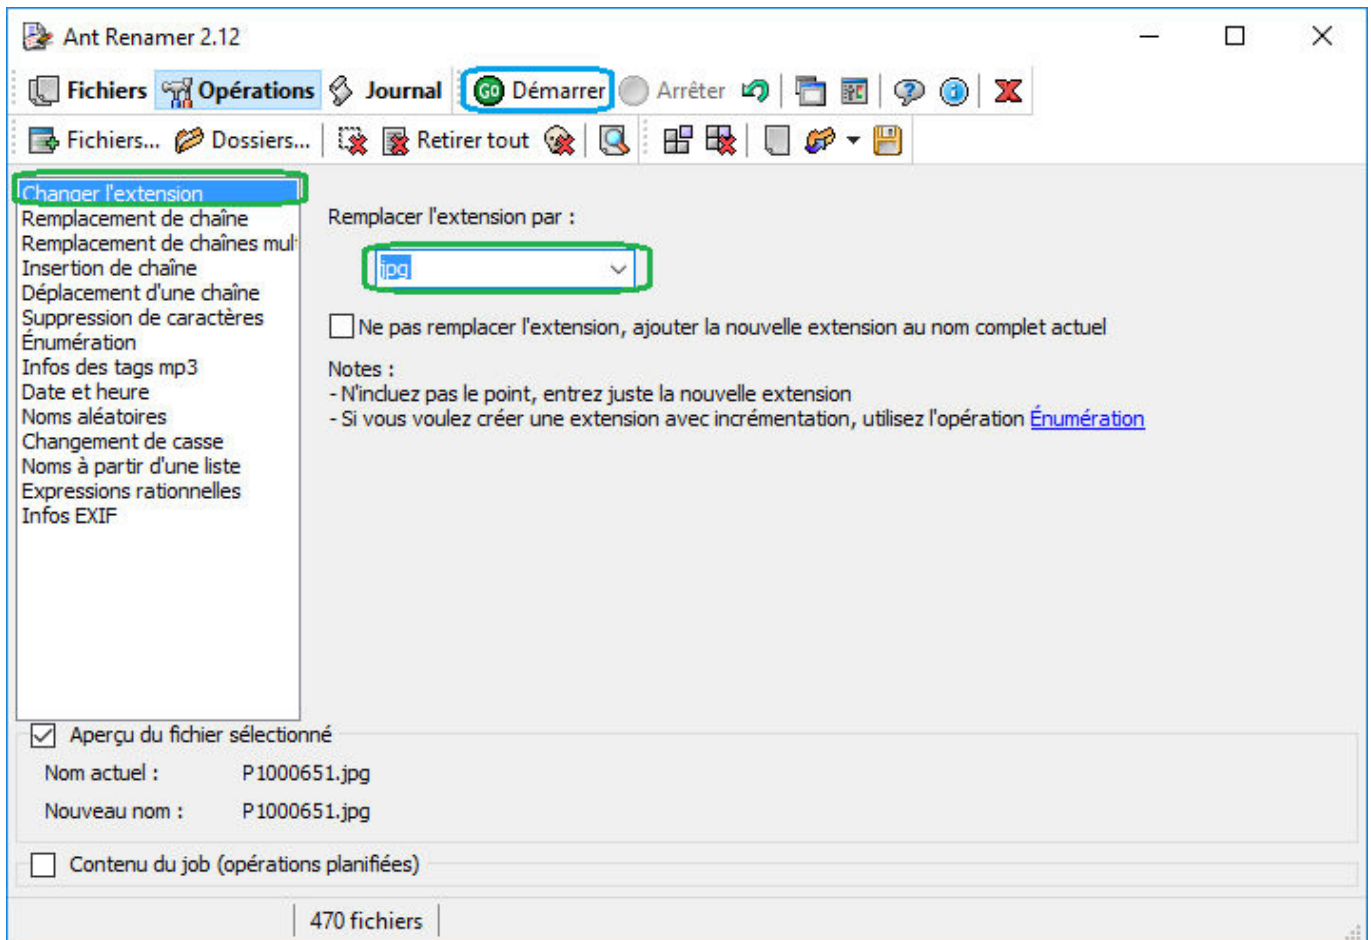 Ant Renamer 2.12
Fichiers Opérations Journal GO Démarrer Arrêter
Fichiers... Dossiers... Retirer tout
Changer l'extension
Remplacement de chaîne
Remplacement de chaînes mul
Insertion de chaîne
Déplacement d'une chaîne
Suppression de caractères
Énumération
Infos des tags mp3
Date et heure
Noms aléatoires
Changement de casse
Noms à partir d'une liste
Expressions rationnelles
Infos EXIF
Remplacer l'extension par :
jpg
Ne pas remplacer l'extension, ajouter la nouvelle extension au nom complet actuel
Notes :
- N'incluez pas le point, entrez juste la nouvelle extension
- Si vous voulez créer une extension avec incrémentation, utilisez l'opération Énumération
Aperçu du fichier sélectionné
Nom actuel : P1000651.jpg
Nouveau nom : P1000651.jpg
Contenu du job (opérations planifiées)
470 fichiers